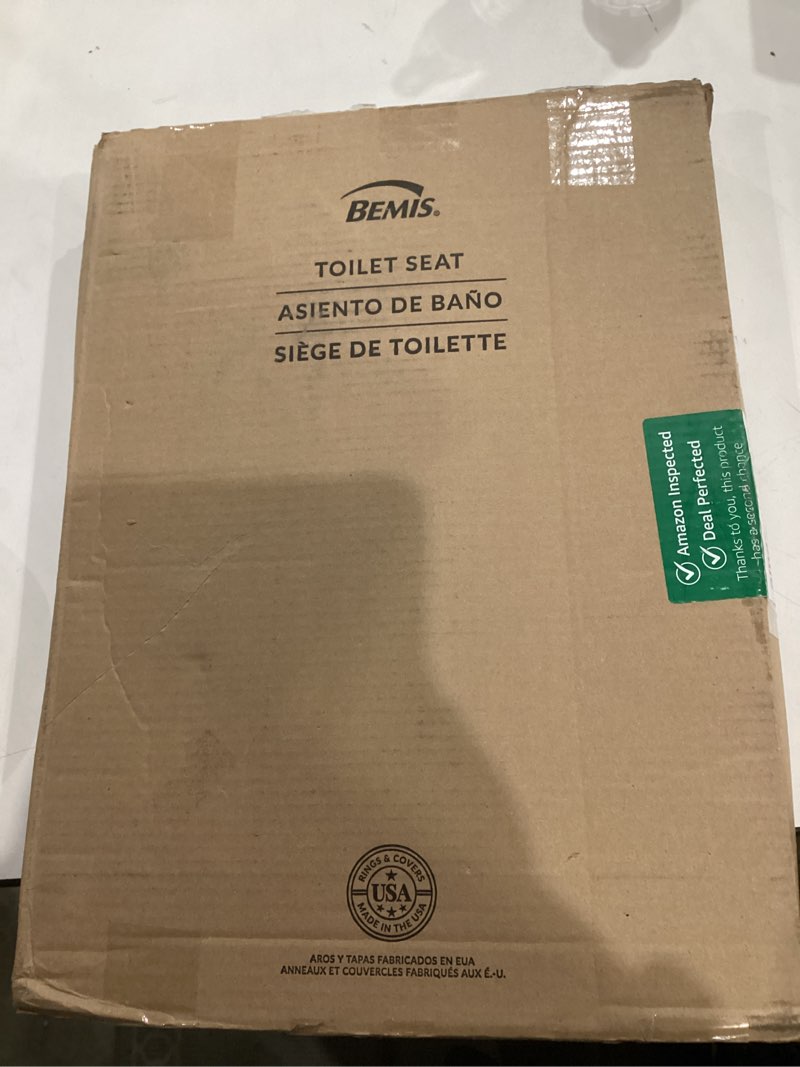 BEMIS®
TOILET SEAT
ASIENTO DE BAÑO
SIÈGE DE TOILETTE
Amazon Inspected
Deal Perfected
Thanks to you, this product
has a second chance.
RINGS & COVERS
USA
MADE IN THE USA
AROS Y TAPAS FABRICADOS EN EUA
ANNEAUX ET COUVERCLES FABRIQUÉS AUX É.-U.